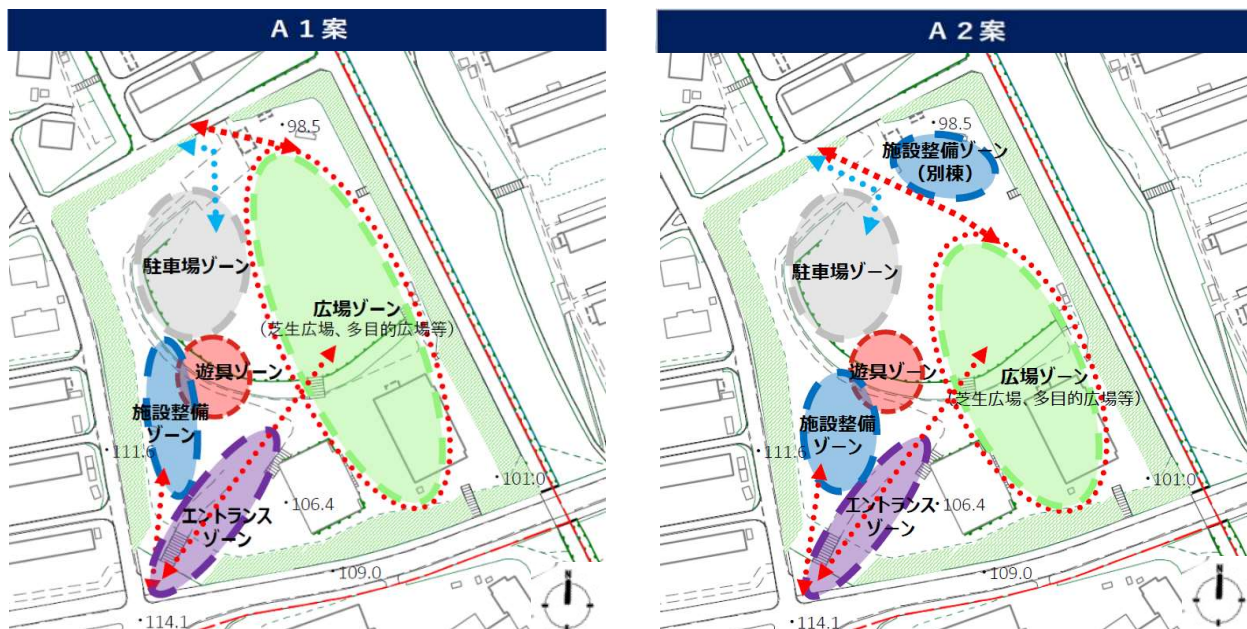 A1案
・98.5
駐車場ゾーン
広場ゾーン
（芝生広場、多目的広場等）
遊具ゾーン
施設整備
ゾーン
・111.6
・101.0
・106.4
エントランス
ゾーン
・109.0
N
・114.1
A2案
・98.5
施設整備ゾーン
（別棟）
駐車場ゾーン
遊具ゾーン
広場ゾーン
（芝生広場、多目的広場等）
施設整備
ゾーン
・111.6
・101.0
エントランス・
ゾーン
・106.4
・109.0
N
・114.1